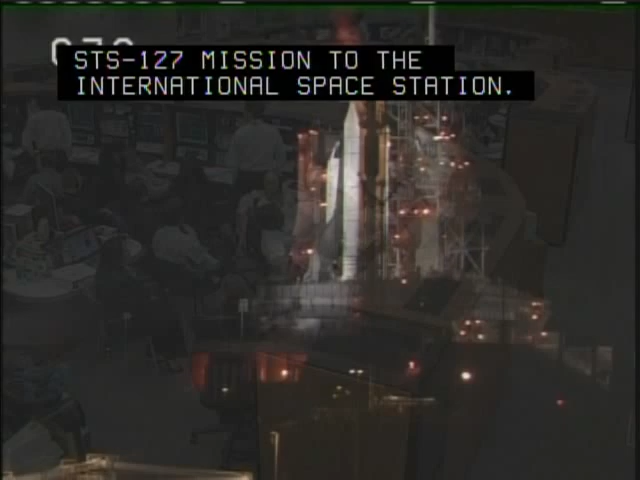 STS-127 MISSION TO THE
INTERNATIONAL SPACE STATION.